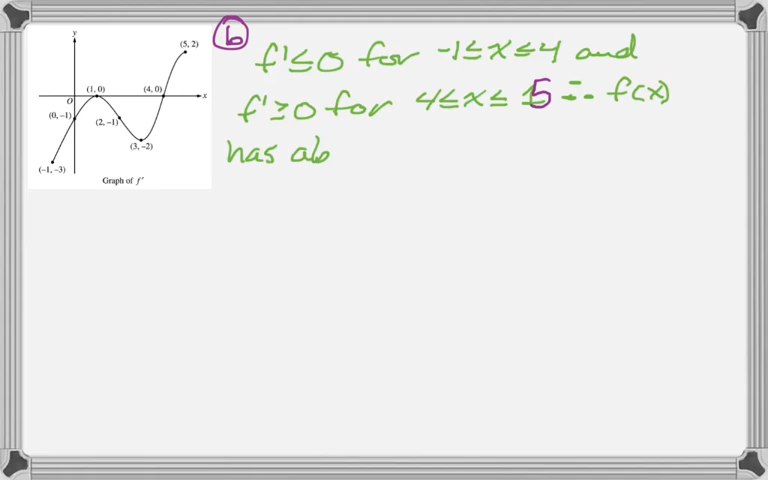 y
(5, 2)
(1, 0)
(4, 0)
O
x
(0, −1)
(2, −1)
(3, −2)
(−1, −3)
Graph of f′
b
f' ≤ 0 for -1 ≤ x ≤ 4 and
f' ≥ 0 for 4 ≤ x ≤ 5 ∴ f(x)
has ab